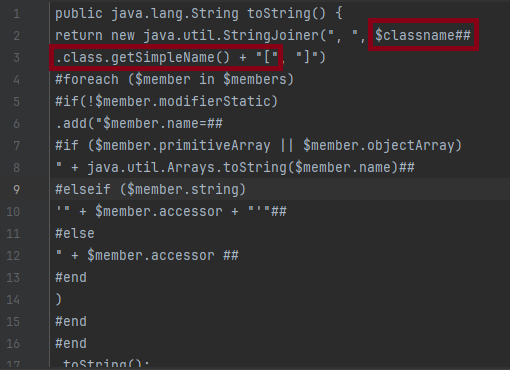 1 public java.lang.String toString() {
2 return new java.util.StringJoiner(", ", $classname##
3 .class.getSimpleName() + "[", "]")
4 #foreach ($member in $members)
5 #if(!$member.modifierStatic)
6 .add("$member.name=##
7 #if ($member.primitiveArray || $member.objectArray)
8 " + java.util.Arrays.toString($member.name)##
9 #elseif ($member.string)
10 '" + $member.accessor + "'"##
11 #else
12 " + $member.accessor ##
13 #end
14 )
15 #end
16 #end
17 .toString();